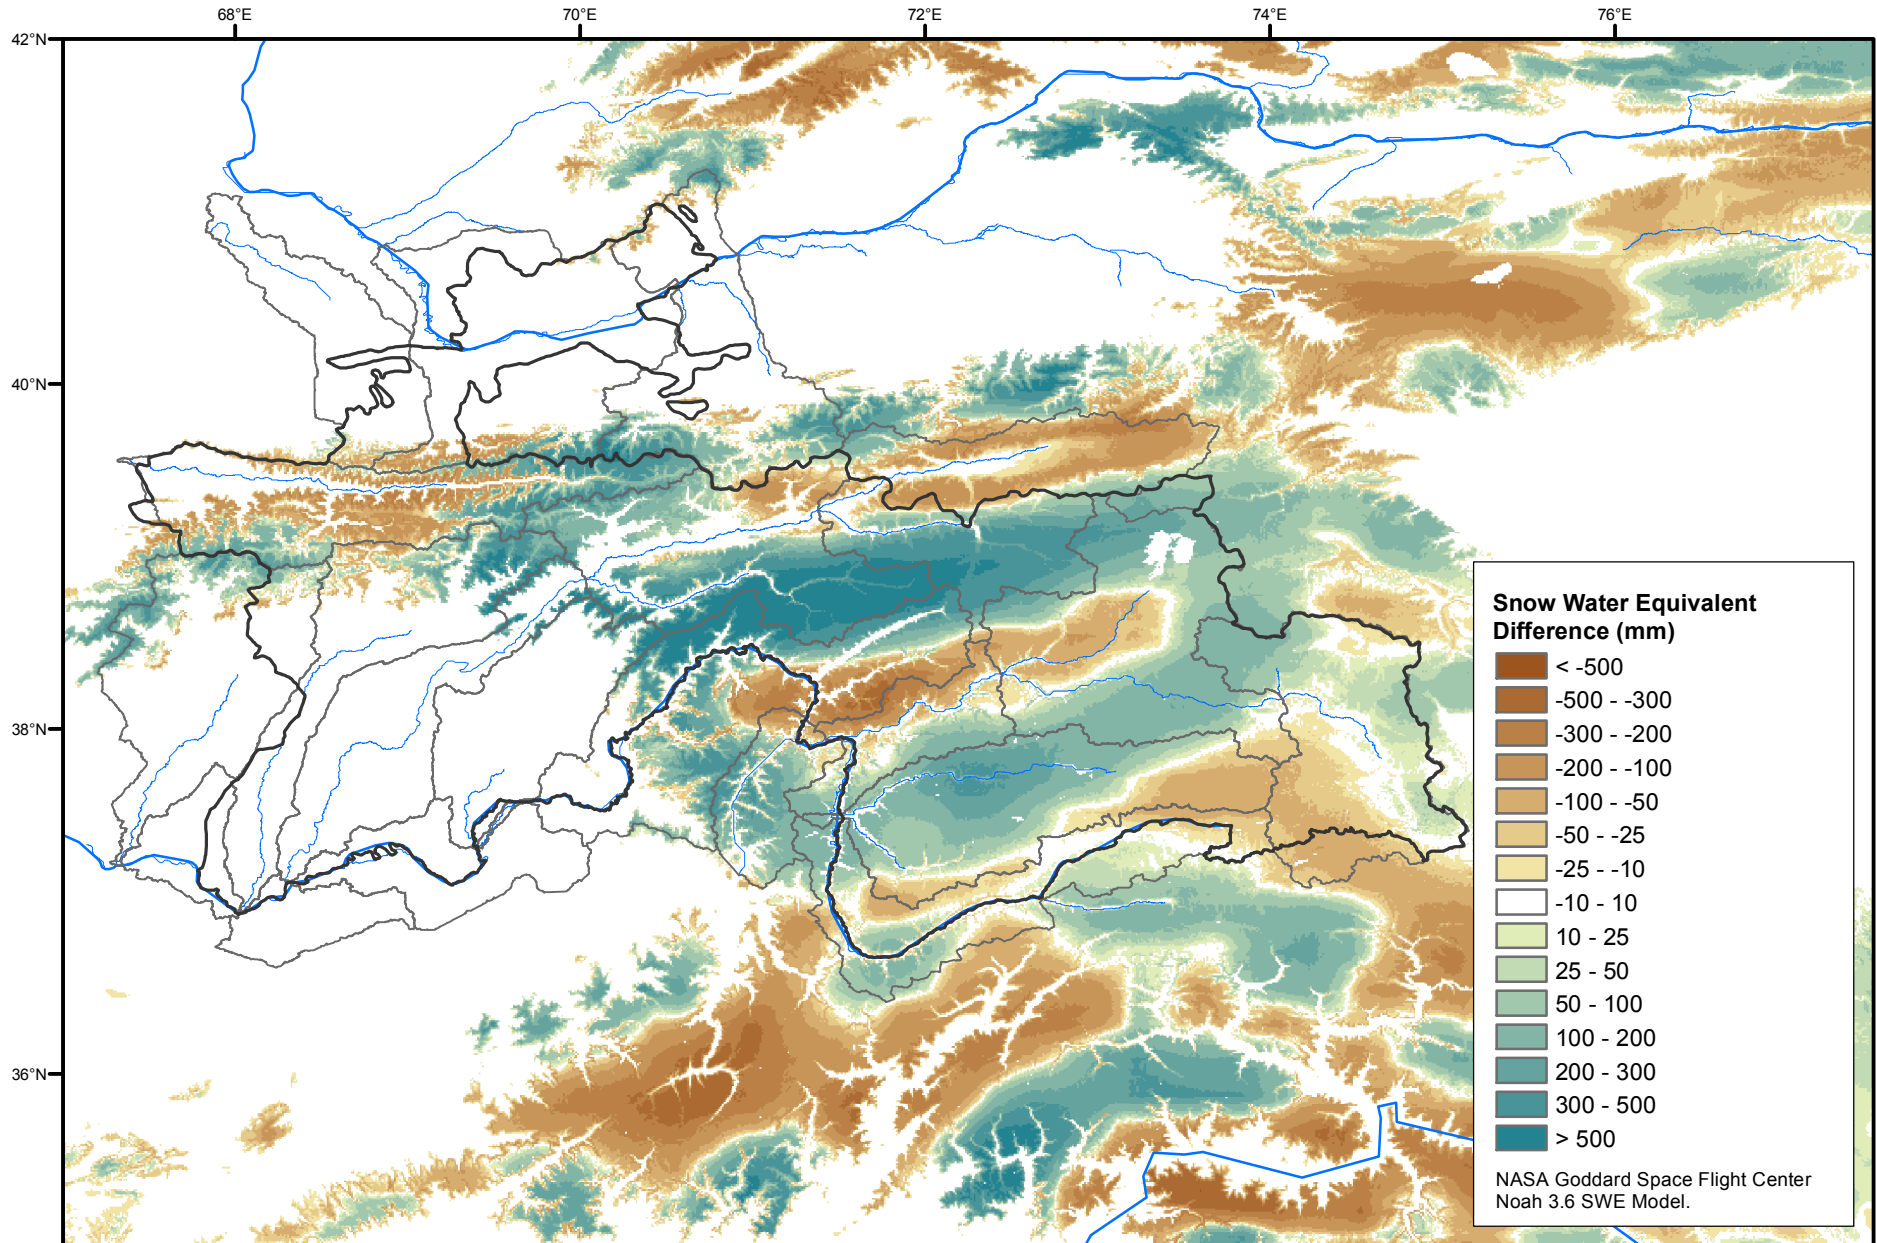 68°E 70°E 72°E 74°E 76°E
42°N
40°N
38°N
36°N
Snow Water Equivalent
Difference (mm)
< -500
-500 - -300
-300 - -200
-200 - -100
-100 - -50
-50 - -25
-25 - -10
-10 - 10
10 - 25
25 - 50
50 - 100
100 - 200
200 - 300
300 - 500
> 500
NASA Goddard Space Flight Center
Noah 3.6 SWE Model.